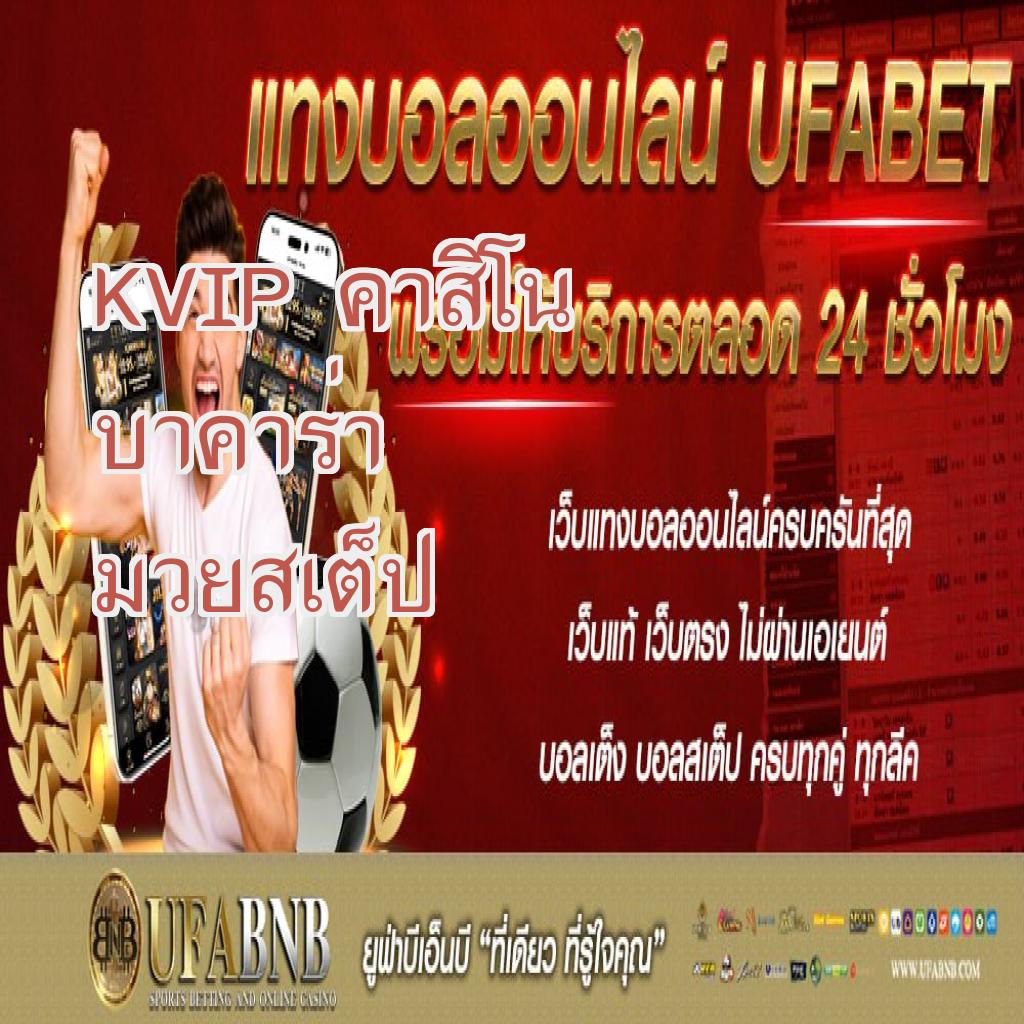 แทงบอลออนไลน์ UFABET
พร้อมให้บริการตลอด 24 ชั่วโมง
KVIP คาสิโน
บาคาร่า
มวยสเต็ป
เว็บแทงบอลออนไลน์ครบครันที่สุด
เว็บแท้ เว็บตรง ไม่ผ่านเอเยนต์
บอลเต็ง บอลสเต็ป ครบทุกคู่ ทุกลีค
UFABNB
SPORTS BETTING AND ONLINE CASINO
ยูฟ่าบีเอ็นบี “ที่เดียว ที่รู้ใจคุณ”
WWW.UFABNB.COM